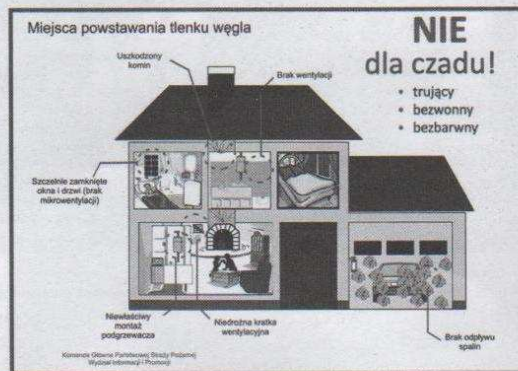 Miejsca powstawania tlenku węgla
NIE
dla czadu!
• trujący
• bezwonny
• bezbarwny
Uszkodzony
komin
Brak wentylacji
Szczelnie zamknięte
okna i drzwi (brak
mikrowentylacji)
Niewłaściwy
montaż
podgrzewacza
Niedrożna kratka
wentylacyjna
Brak odpływu
spalin
Komenda Główna Państwowej Straży Pożarnej
Wydział Informacji i Promocji